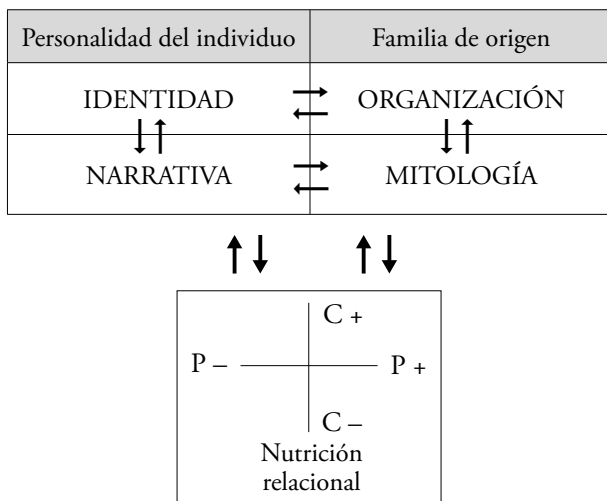 Personalidad del individuo Familia de origen
IDENTIDAD ORGANIZACIÓN
NARRATIVA MITOLOGÍA
C +
P – P +
C –
Nutrición
relacional